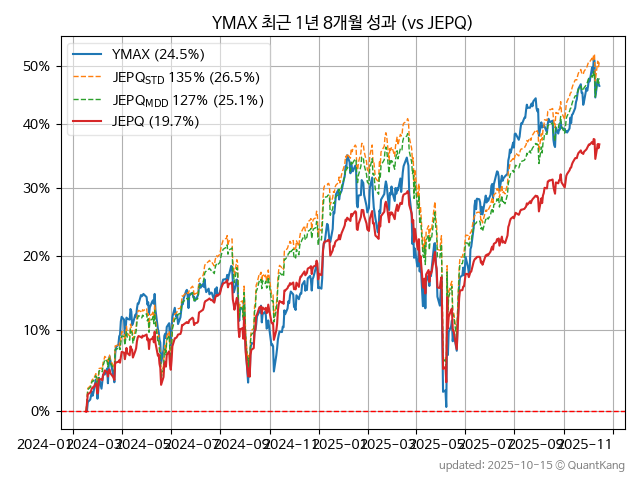 YMAX 최근 1년 8개월 성과 (vs JEPQ)
YMAX (24.5%)
JEPQSTD 135% (26.5%)
JEPQMDD 127% (25.1%)
JEPQ (19.7%)
50%
40%
30%
20%
10%
0%
2024-01 2024-03 2024-05 2024-07 2024-09 2024-11 2025-01 2025-03 2025-05 2025-07 2025-09 2025-11
updated: 2025-10-15 © QuantKang